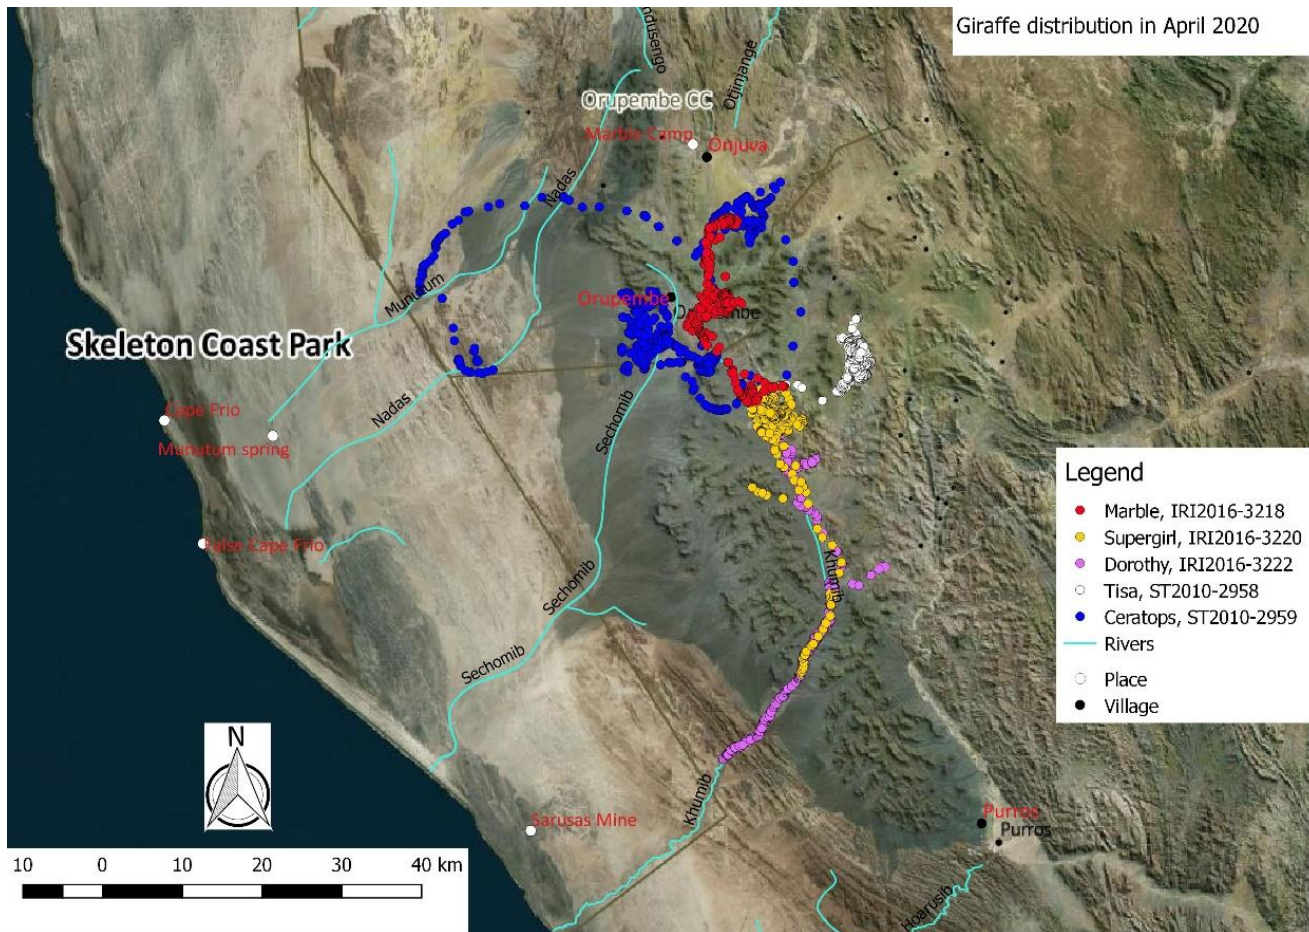 Giraffe distribution in April 2020
ndusengo
Otjinjange
Orupembe CC
Marble Camp
Onjuva
Nadas
Munutum
Orupembe
Orupembe
Skeleton Coast Park
Nadas
Cape Frio
Munutum spring
Sechomib
False Cape Frio
Sechomib
Khumib
Sechomib
Legend
Marble, IRI2016-3218
Supergirl, IRI2016-3220
Dorothy, IRI2016-3222
Tisa, ST2010-2958
Ceratops, ST2010-2959
Rivers
Place
Village
N
Khumib
Sarusas Mine
Purros
Purros
Hoarusib
10 0 10 20 30 40 km